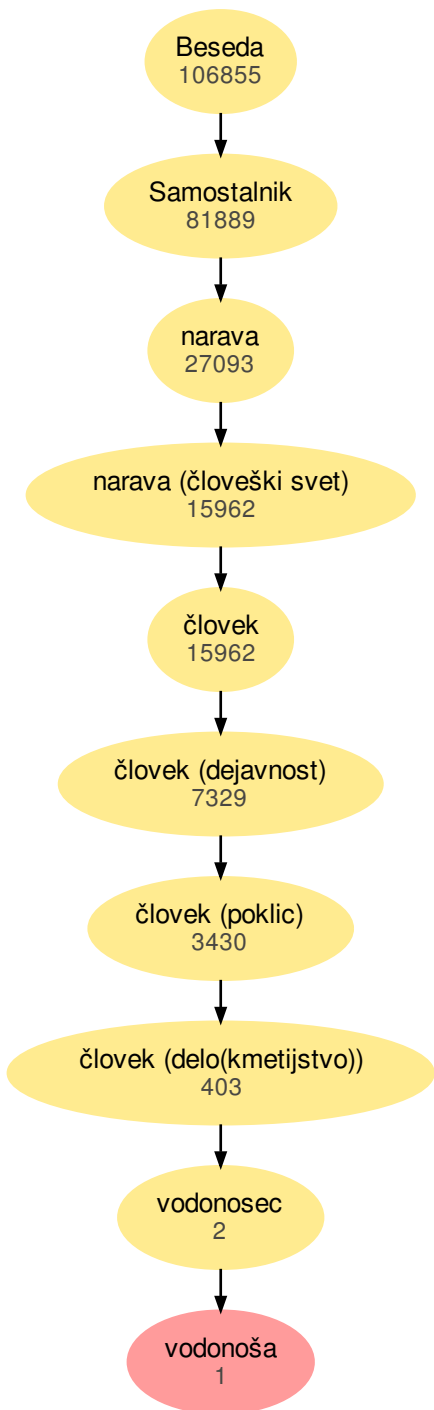 Beseda
106855
Samostalnik
81889
narava
27093
narava (človeški svet)
15962
človek
15962
človek (dejavnost)
7329
človek (poklic)
3430
človek (delo(kmetijstvo))
403
vodonosec
2
vodonoša
1